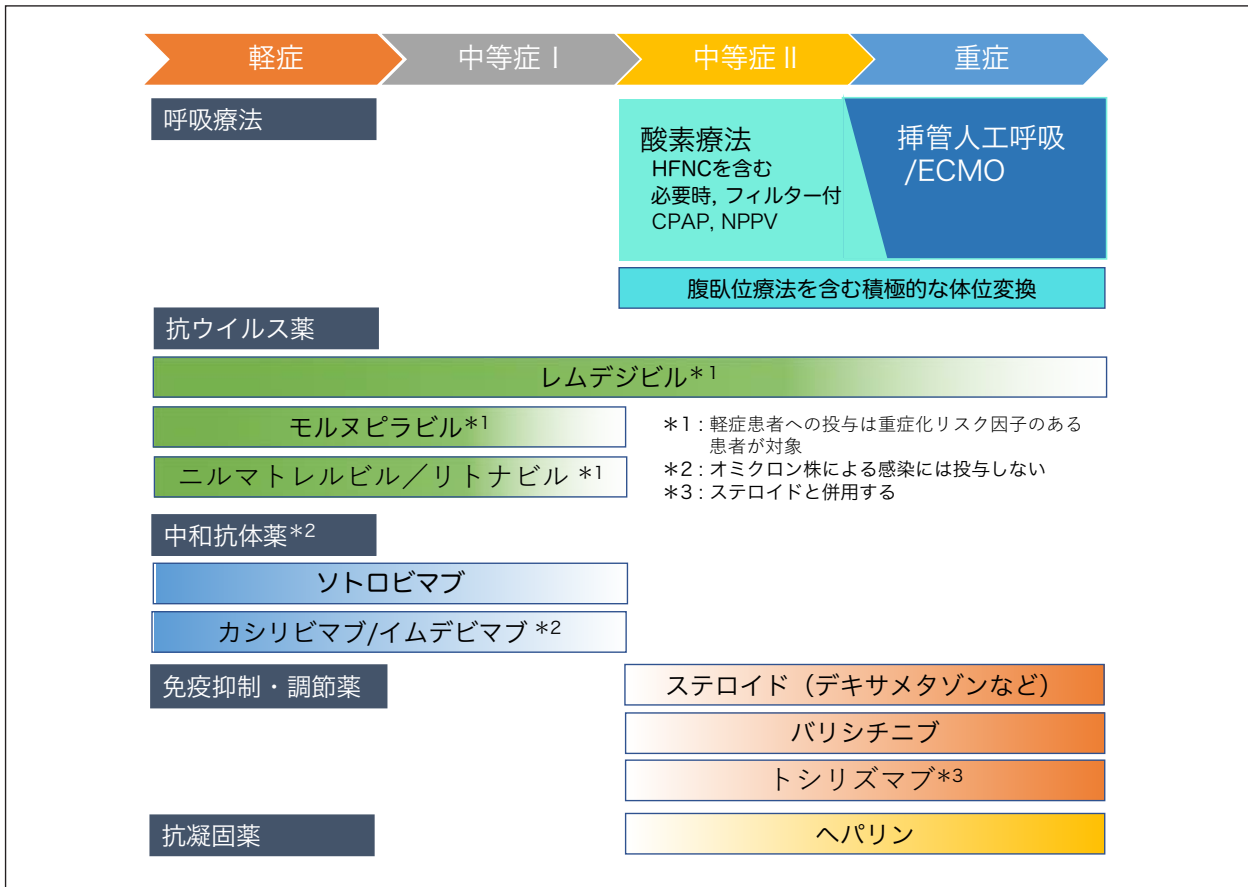 軽症
中等症Ⅰ
中等症Ⅱ
重症
呼吸療法
酸素療法
HFNCを含む
必要時, フィルター付
CPAP, NPPV
挿管人工呼吸
/ECMO
腹臥位療法を含む積極的な体位変換
抗ウイルス薬
レムデジビル*1
モルヌピラビル*1
ニルマトレルビル／リトナビル *1
*1 : 軽症患者への投与は重症化リスク因子のある
患者が対象
*2 : オミクロン株による感染には投与しない
*3 : ステロイドと併用する
中和抗体薬*2
ソトロビマブ
カシリビマブ/イムデビマブ *2
免疫抑制・調節薬
ステロイド（デキサメタゾンなど）
バリシチニブ
トシリズマブ*3
抗凝固薬
ヘパリン